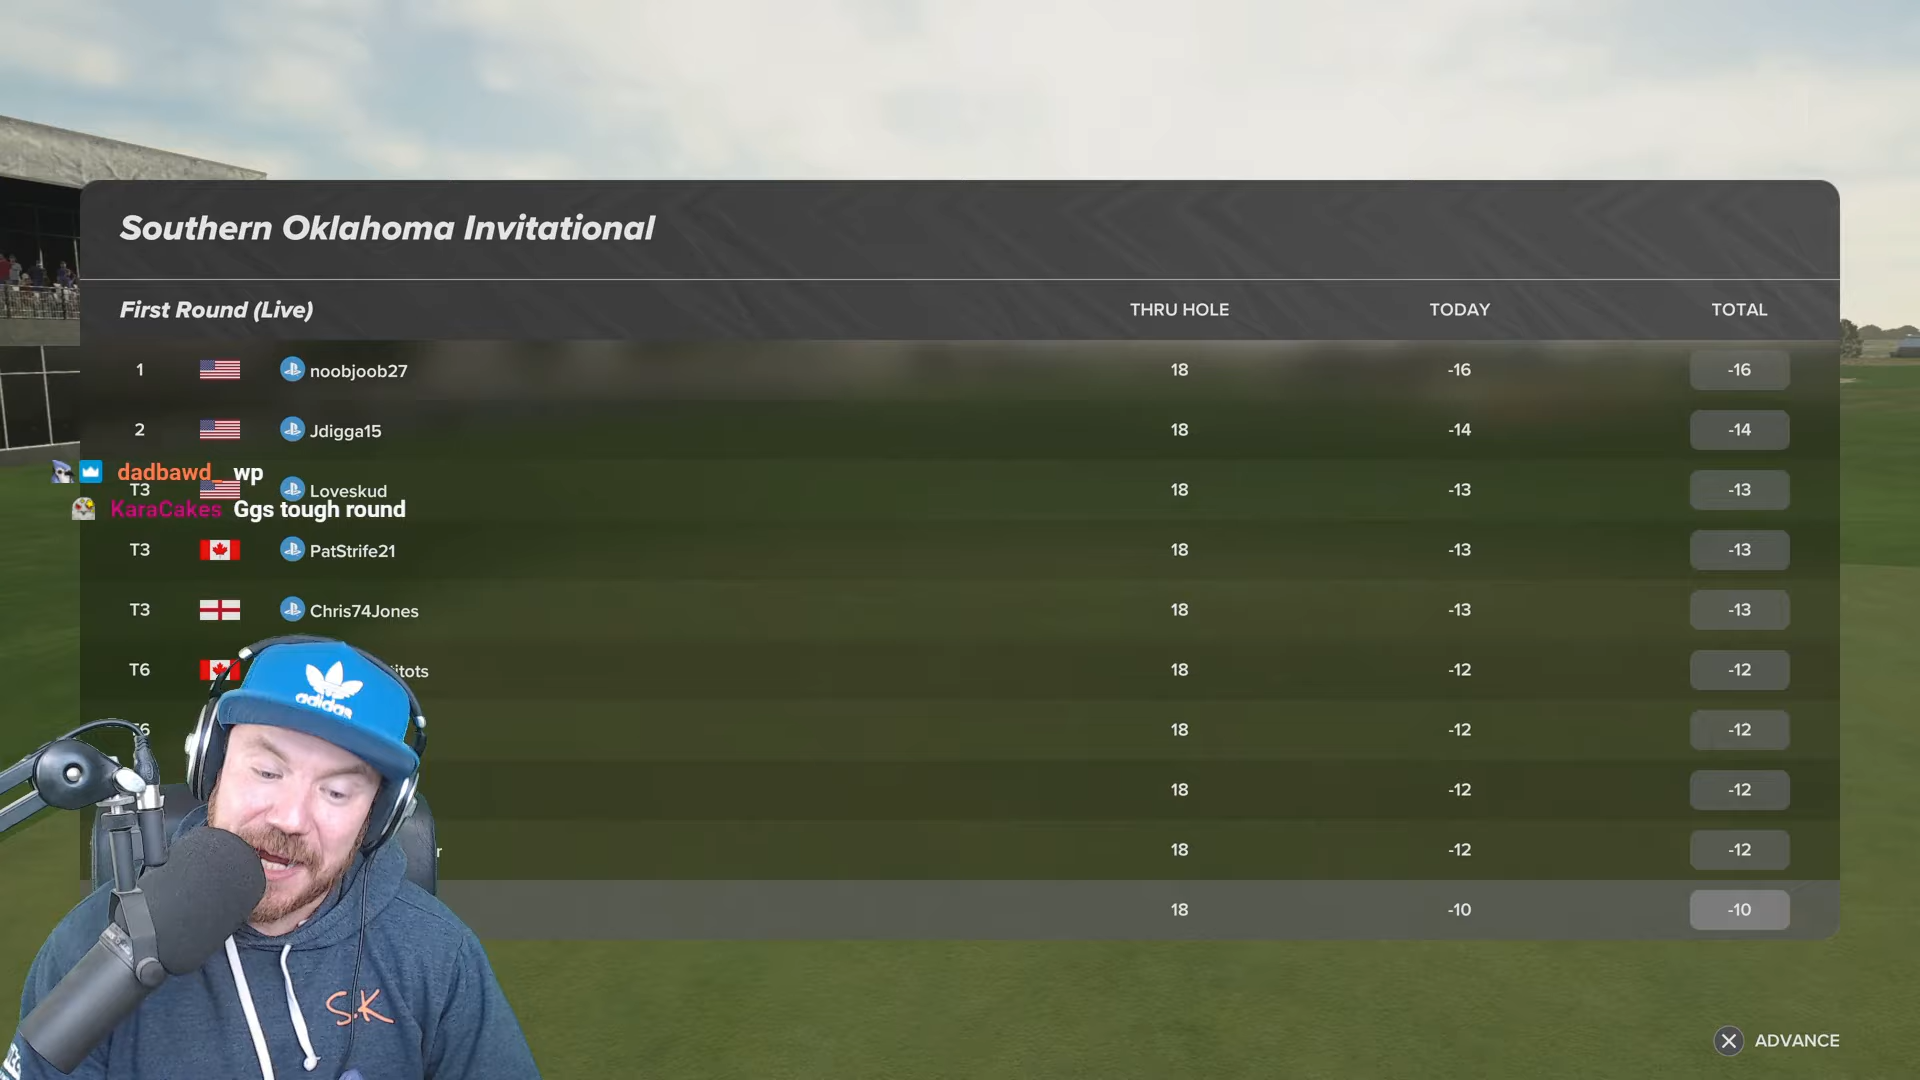 Southern Oklahoma Invitational
First Round (Live) THRU HOLE TODAY TOTAL
1 noobjoob27 18 -16 -16
2 Jdigga15 18 -14 -14
dadbawd_ wp
T3 Loveskud 18 -13 -13
KaraCakes Ggs tough round
T3 PatStrife21 18 -13 -13
T3 Chris74Jones 18 -13 -13
T6 18 -12 -12
18 -12 -12
18 -12 -12
18 -12 -12
18 -10 -10
adidas
S.K
ADVANCE